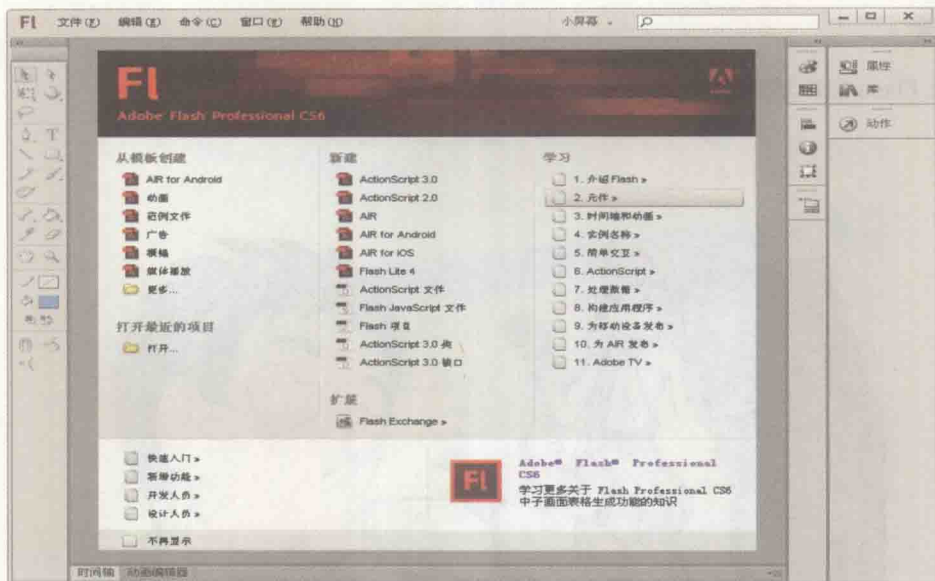 Fl 文件(F) 编辑(E) 命令(C) 窗口(W) 帮助(H) 小屏幕
Fl
Adobe Flash Professional CS6
从模板创建
AIR for Android
动画
范例文件
广告
横幅
媒体播放
更多...
打开最近的项目
打开...
新建
ActionScript 3.0
ActionScript 2.0
AIR
AIR for Android
AIR for iOS
Flash Lite 4
ActionScript 文件
Flash JavaScript 文件
Flash 项目
ActionScript 3.0 类
ActionScript 3.0 接口
扩展
Flash Exchange »
学习
1. 介绍 Flash »
2. 元件 »
3. 时间轴和动画 »
4. 实例名称 »
5. 简单交互 »
6. ActionScript »
7. 处理数据 »
8. 构建应用程序 »
9. 为移动设备发布 »
10. 为 AIR 发布 »
11. Adobe TV »
快速入门 »
新增功能 »
开发人员 »
设计人员 »
不再显示
Fl
Adobe® Flash® Professional
CS6
学习更多关于 Flash Professional CS6
中子画面表格生成功能的知识
属性
库
动作
时间轴 动画编辑器